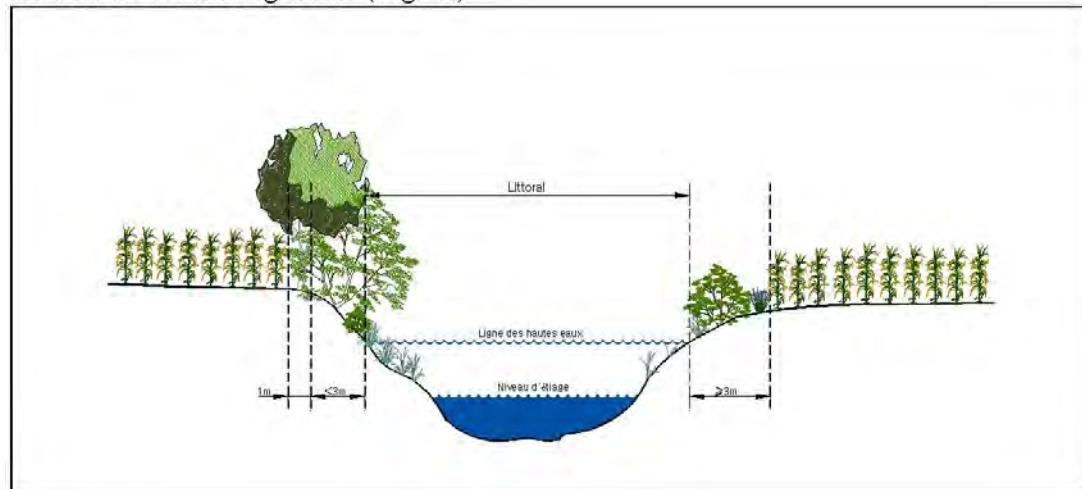 Littoral
Ligne des hautes eaux
Niveau d'étiage
1m
<3m
≥3m